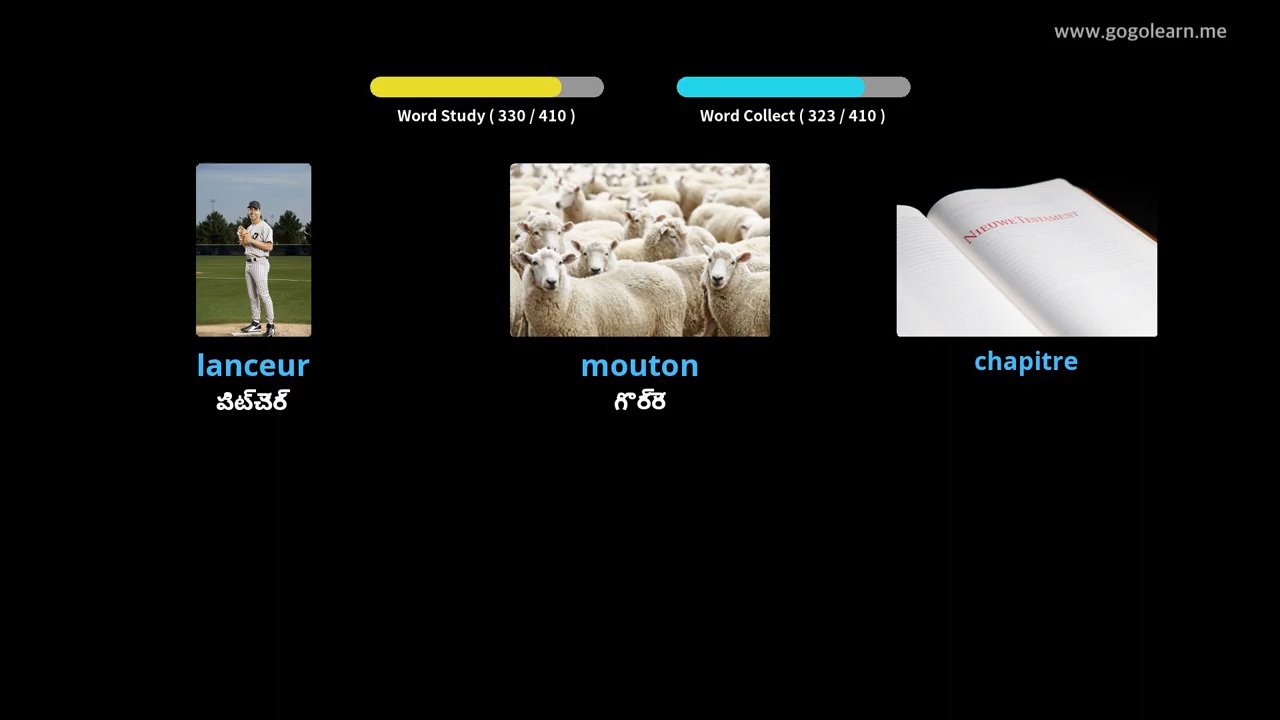 www.gogolearn.me
Word Study ( 330 / 410 )
Word Collect ( 323 / 410 )
NIEUWE TESTAMENT
lanceur
mouton
chapitre
పిట్చెర్
గొర్రె